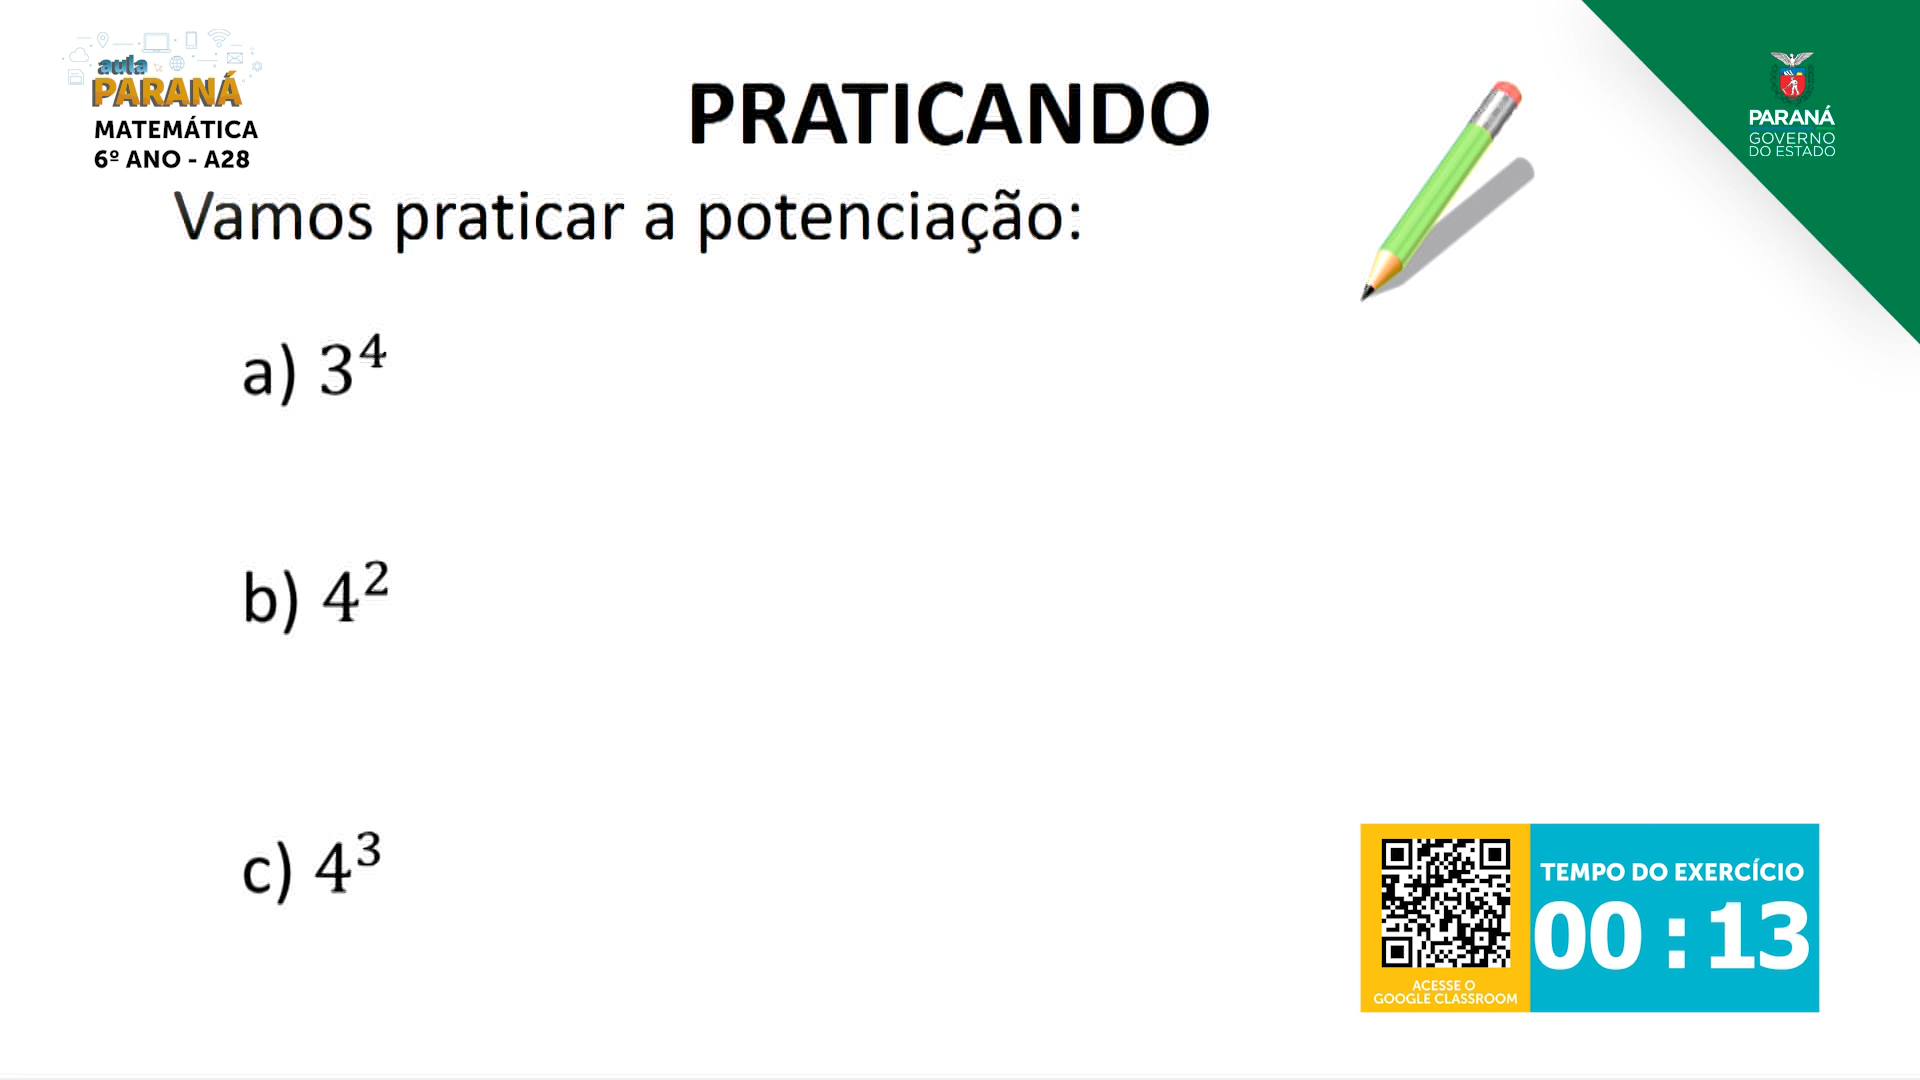 aula
PARANÁ
MATEMÁTICA
6º ANO - A28
PRATICANDO
PARANÁ
GOVERNO
DO ESTADO
Vamos praticar a potenciação:
a) 3⁴
b) 4²
c) 4³
TEMPO DO EXERCÍCIO
00:13
ACESSE O
GOOGLE CLASSROOM